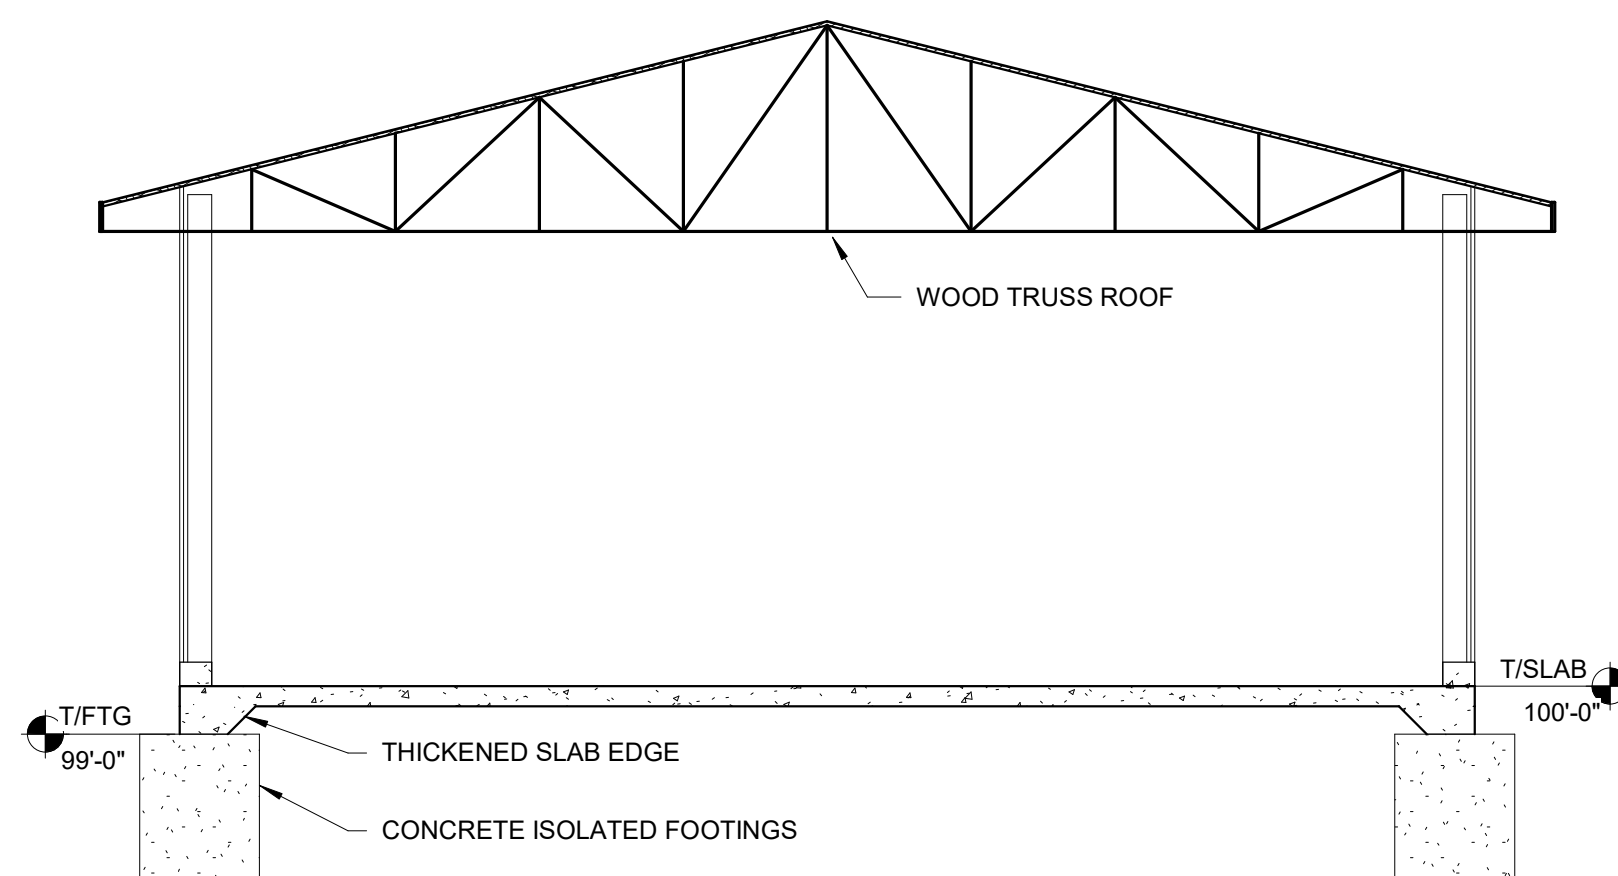 WOOD TRUSS ROOF
T/SLAB
100'-0"
T/FTG
99'-0"
THICKENED SLAB EDGE
CONCRETE ISOLATED FOOTINGS